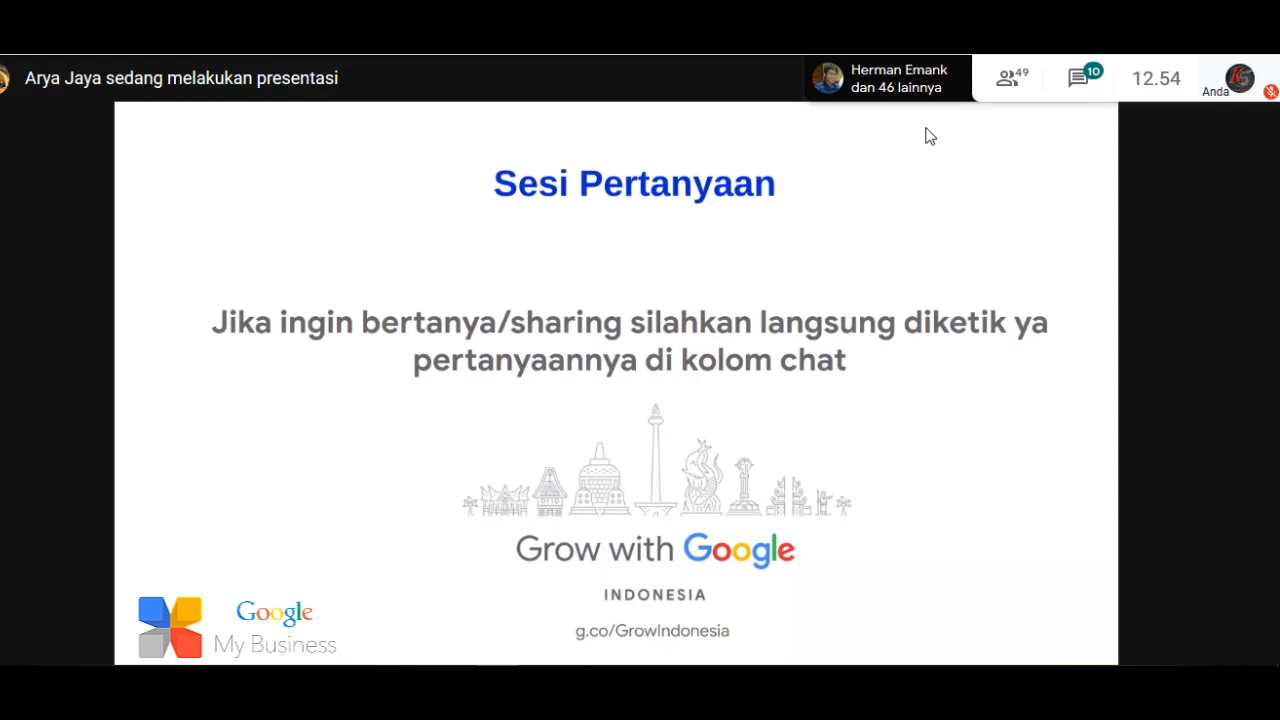 Arya Jaya sedang melakukan presentasi
Herman Emank
dan 46 lainnya
49
10
12.54
Anda
Sesi Pertanyaan
Jika ingin bertanya/sharing silahkan langsung diketik ya
pertanyaannya di kolom chat
Grow with Google
INDONESIA
g.co/GrowIndonesia
Google
My Business